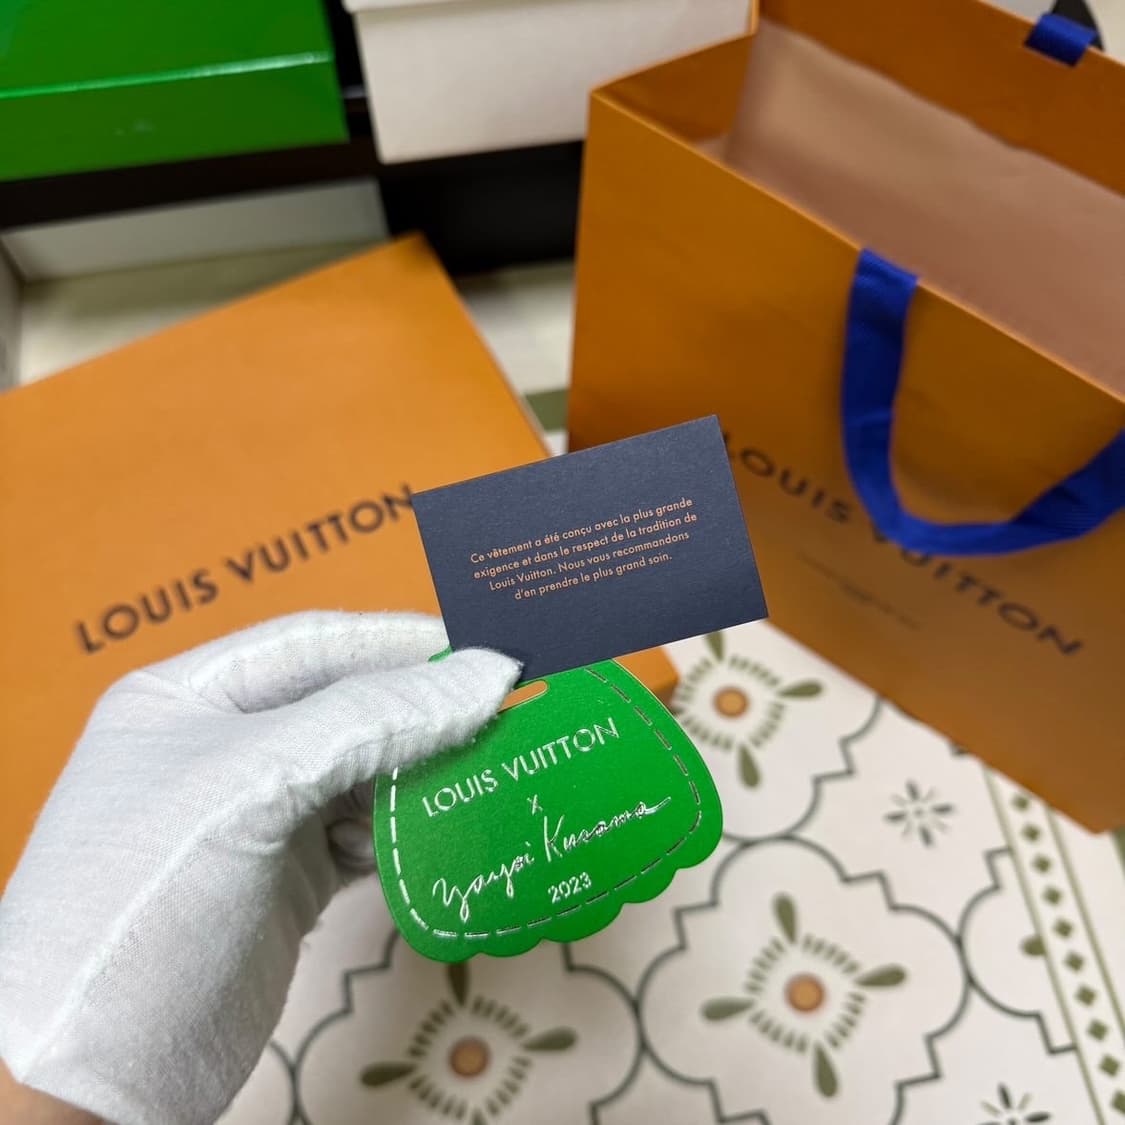 LOUIS VUITTON
LOUIS VUITTON
Ce vêtement a été conçu avec la plus grande
exigence et dans le respect de la tradition de
Louis Vuitton. Nous vous recommandons
d'en prendre le plus grand soin.
LOUIS VUITTON
x
Yayoi Kusama
2023